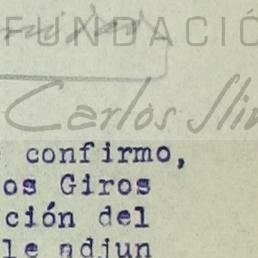 FUNDACIÓ
Carlos Slim
confirmo,
os Giros
ción del
le adjun